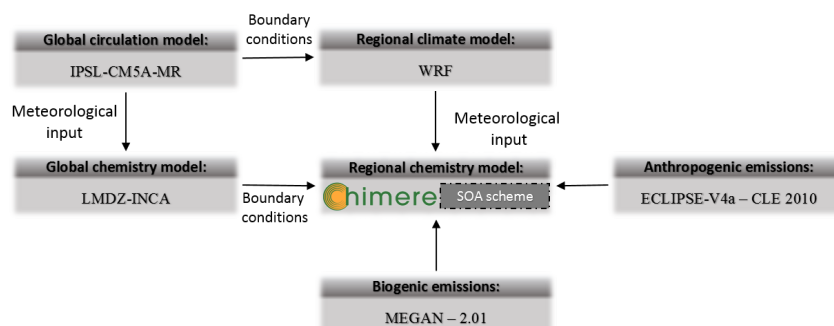 Global circulation model:
IPSL-CM5A-MR
Boundary
conditions
Regional climate model:
WRF
Meteorological
input
Meteorological
input
Global chemistry model:
LMDZ-INCA
Boundary
conditions
Regional chemistry model:
Chimere
SOA scheme
Anthropogenic emissions:
ECLIPSE-V4a – CLE 2010
Biogenic emissions:
MEGAN – 2.01